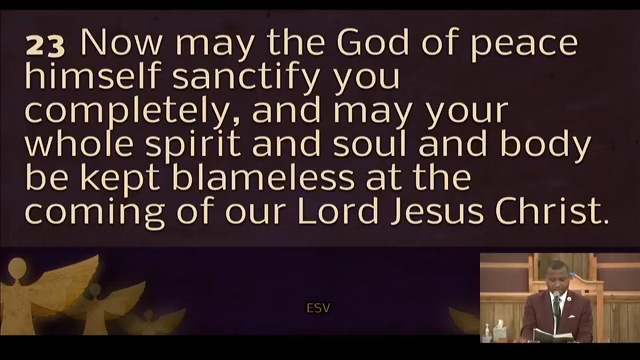 23 Now may the God of peace
himself sanctify you
completely, and may your
whole spirit and soul and body
be kept blameless at the
coming of our Lord Jesus Christ.
ESV